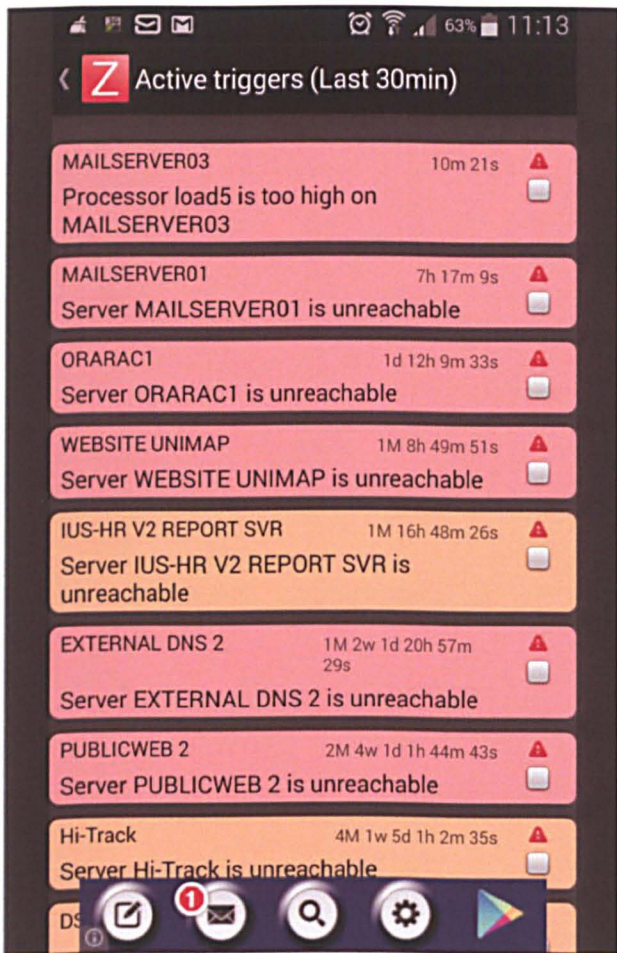 63% 11:13
Z Active triggers (Last 30min)
MAILSERVER03 10m 21s
Processor load5 is too high on
MAILSERVER03
MAILSERVER01 7h 17m 9s
Server MAILSERVER01 is unreachable
ORARAC1 1d 12h 9m 33s
Server ORARAC1 is unreachable
WEBSITE UNIMAP 1M 8h 49m 51s
Server WEBSITE UNIMAP is unreachable
IUS-HR V2 REPORT SVR 1M 16h 48m 26s
Server IUS-HR V2 REPORT SVR is
unreachable
EXTERNAL DNS 2 1M 2w 1d 20h 57m
29s
Server EXTERNAL DNS 2 is unreachable
PUBLICWEB 2 2M 4w 1d 1h 44m 43s
Server PUBLICWEB 2 is unreachable
Hi-Track 4M 1w 5d 1h 2m 35s
Server Hi-Track is unreachable
1